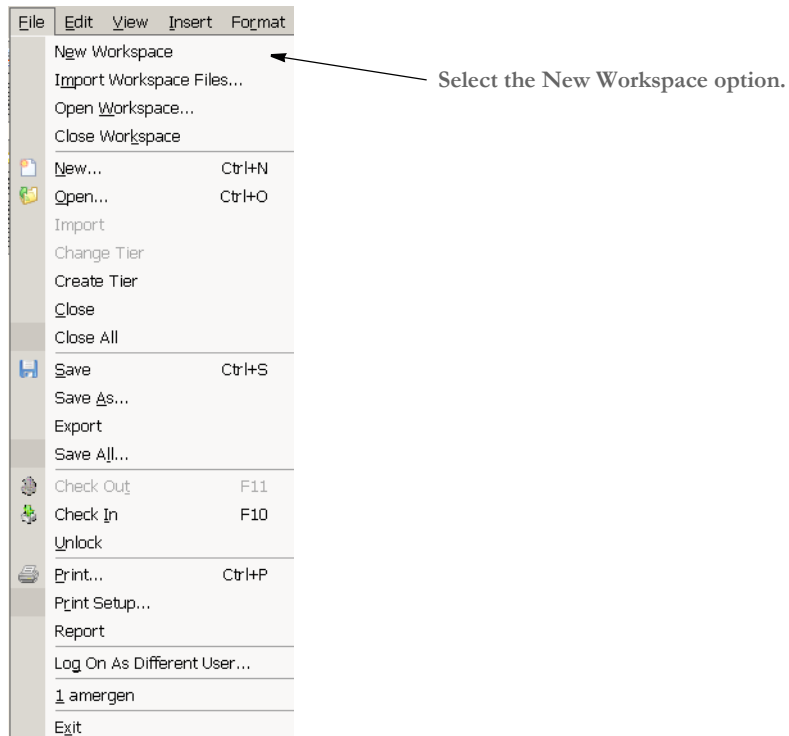 File Edit View Insert Format
New Workspace
Select the New Workspace option.
Import Workspace Files...
Open Workspace...
Close Workspace
New... Ctrl+N
Open... Ctrl+O
Import
Change Tier
Create Tier
Close
Close All
Save Ctrl+S
Save As...
Export
Save All...
Check Out F11
Check In F10
Unlock
Print... Ctrl+P
Print Setup...
Report
Log On As Different User...
1 amergen
Exit